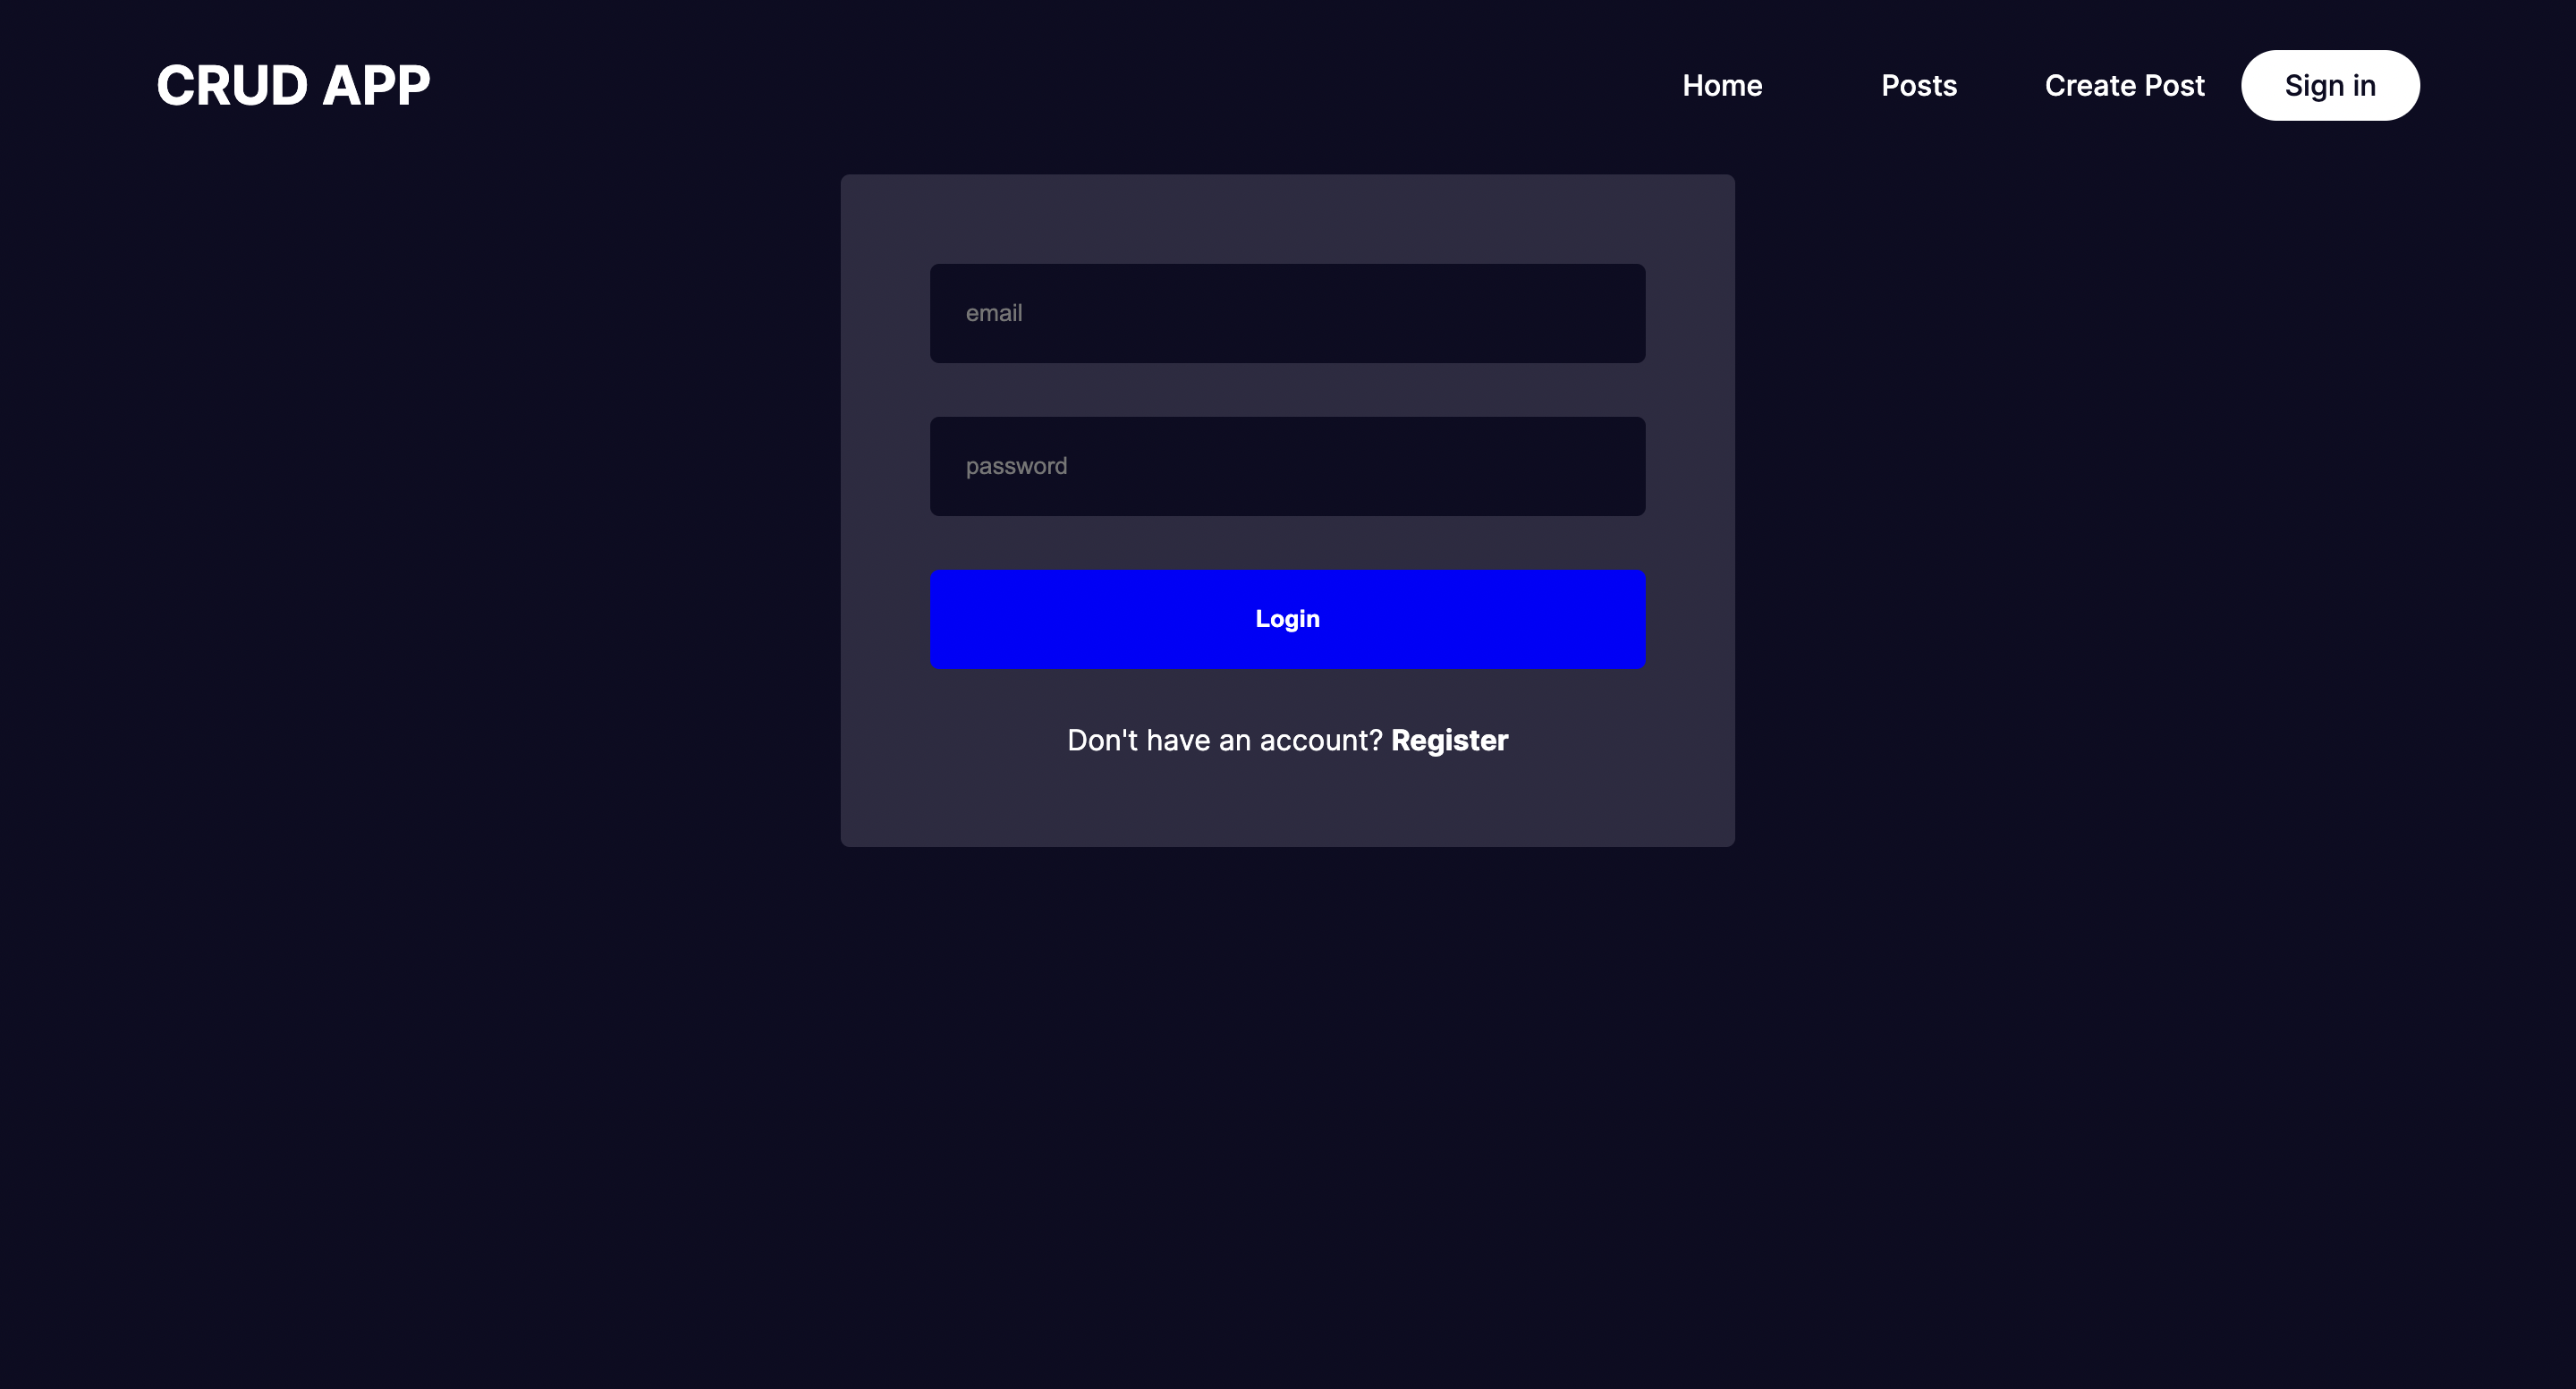 CRUD APP
Home Posts Create Post Sign in
email
password
Login
Don't have an account? Register